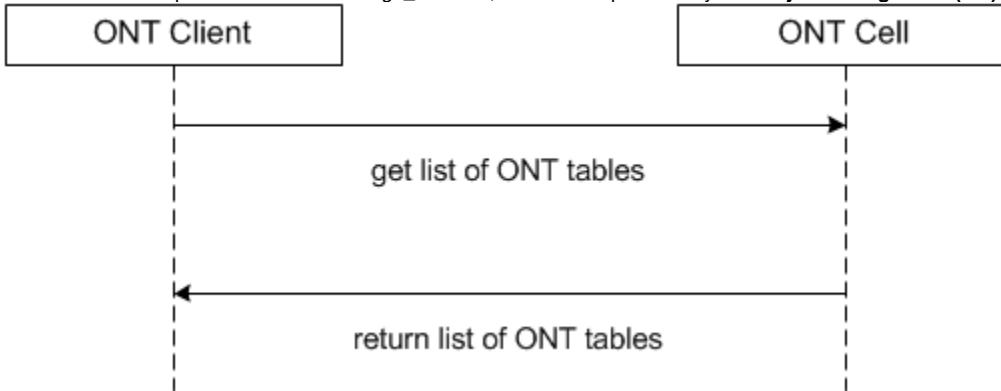 ONT Client
ONT Cell
get list of ONT tables
return list of ONT tables